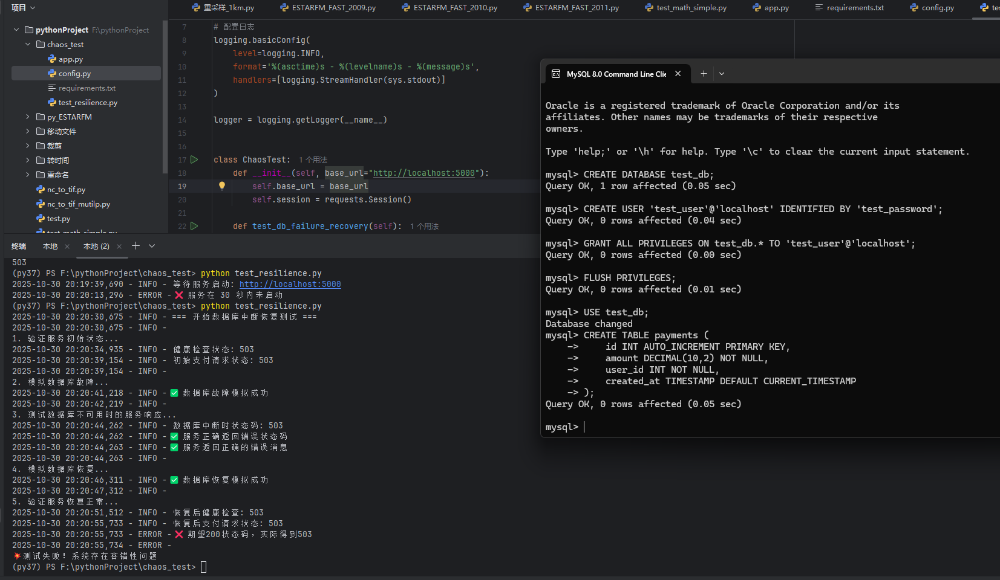 项目
重采样_1km.py
ESTARFM_FAST_2009.py
ESTARFM_FAST_2010.py
ESTARFM_FAST_2011.py
test_math_simple.py
app.py
requirements.txt
config.py
pythonProject F:\pythonProject
chaos_test
app.py
config.py
requirements.txt
test_resilience.py
py_ESTARFM
移动文件
裁剪
转时间
重命名
nc_to_tif.py
nc_to_tif_mutilp.py
test.py
test_math_simple.py
7 # 配置日志
8 logging.basicConfig(
9 level=logging.INFO,
10 format='%(asctime)s - %(levelname)s - %(message)s',
11 handlers=[logging.StreamHandler(sys.stdout)]
12 )
13
14 logger = logging.getLogger(__name__)
15
16
17 class ChaosTest: 1 个用法
18 def __init__(self, base_url="http://localhost:5000"):
19 self.base_url = base_url
20 self.session = requests.Session()
21
22 def test_db_failure_recovery(self): 1 个用法
终端 本地 本地 (2)
503
(py37) PS F:\pythonProject\chaos_test> python test_resilience.py
2025-10-30 20:19:39,690 - INFO - 等待服务启动: http://localhost:5000
2025-10-30 20:20:13,296 - ERROR - ❌ 服务在 30 秒内未启动
(py37) PS F:\pythonProject\chaos_test> python test_resilience.py
2025-10-30 20:20:30,675 - INFO - === 开始数据库中断恢复测试 ===
2025-10-30 20:20:30,675 - INFO -
1. 验证服务初始状态...
2025-10-30 20:20:34,935 - INFO - 健康检查状态: 503
2025-10-30 20:20:39,154 - INFO - 初始支付请求状态: 503
2025-10-30 20:20:39,154 - INFO -
2. 模拟数据库故障...
2025-10-30 20:20:41,218 - INFO - ✅ 数据库故障模拟成功
2025-10-30 20:20:42,219 - INFO -
3. 测试数据库不可用时的服务响应...
2025-10-30 20:20:44,262 - INFO - 数据库中断时状态码: 503
2025-10-30 20:20:44,262 - INFO - ✅ 服务正确返回错误状态码
2025-10-30 20:20:44,263 - INFO - ✅ 服务返回正确的错误消息
2025-10-30 20:20:44,263 - INFO -
4. 模拟数据库恢复...
2025-10-30 20:20:46,311 - INFO - ✅ 数据库恢复模拟成功
2025-10-30 20:20:47,312 - INFO -
5. 验证服务恢复正常...
2025-10-30 20:20:51,512 - INFO - 恢复后健康检查: 503
2025-10-30 20:20:55,733 - INFO - 恢复后支付请求状态: 503
2025-10-30 20:20:55,733 - ERROR - ❌ 期望200状态码，实际得到503
2025-10-30 20:20:55,734 - ERROR -
💥测试失败！系统存在容错性问题
(py37) PS F:\pythonProject\chaos_test>
MySQL 8.0 Command Line Clie
Oracle is a registered trademark of Oracle Corporation and/or its
affiliates. Other names may be trademarks of their respective
owners.
Type 'help;' or '\h' for help. Type '\c' to clear the current input statement.
mysql> CREATE DATABASE test_db;
Query OK, 1 row affected (0.05 sec)
mysql> CREATE USER 'test_user'@'localhost' IDENTIFIED BY 'test_password';
Query OK, 0 rows affected (0.04 sec)
mysql> GRANT ALL PRIVILEGES ON test_db.* TO 'test_user'@'localhost';
Query OK, 0 rows affected (0.00 sec)
mysql> FLUSH PRIVILEGES;
Query OK, 0 rows affected (0.01 sec)
mysql> USE test_db;
Database changed
mysql> CREATE TABLE payments (
-> id INT AUTO_INCREMENT PRIMARY KEY,
-> amount DECIMAL(10,2) NOT NULL,
-> user_id INT NOT NULL,
-> created_at TIMESTAMP DEFAULT CURRENT_TIMESTAMP
-> );
Query OK, 0 rows affected (0.05 sec)
mysql>